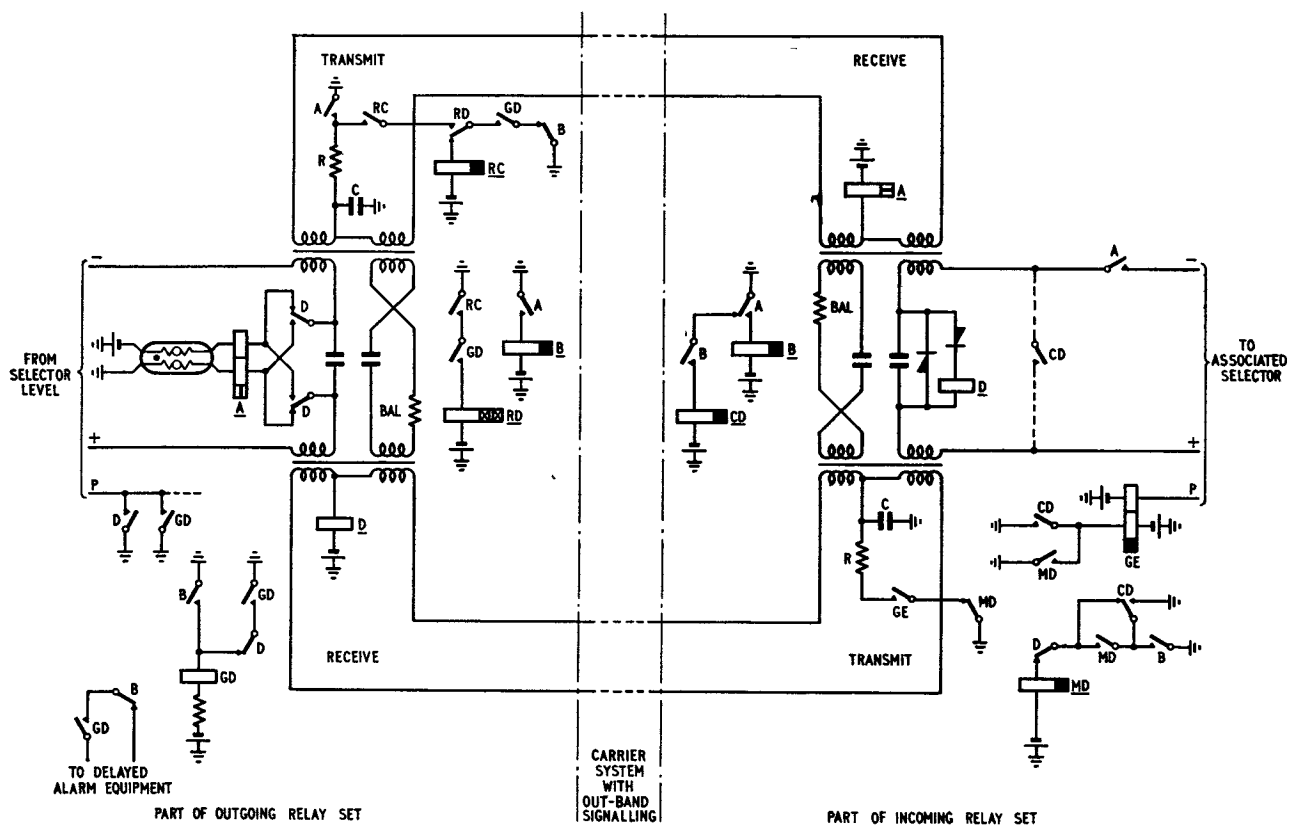 TRANSMIT
RECEIVE
A
RC
RD
GD
B
R
RC
C
A
−
A
−
D
RC
A
A
BAL
B
FROM
SELECTOR
LEVEL
GD
B
B
CD
TO
ASSOCIATED
SELECTOR
A
D
BAL
RD
CD
D
+
+
P
P
D
GD
D
C
CD
GE
R
MD
B
GD
GE
MD
CD
D
D
MD
B
RECEIVE
TRANSMIT
GD
MD
B
GD
TO DELAYED
ALARM EQUIPMENT
CARRIER
SYSTEM
WITH
OUT-BAND
SIGNALLING
PART OF OUTGOING RELAY SET
PART OF INCOMING RELAY SET